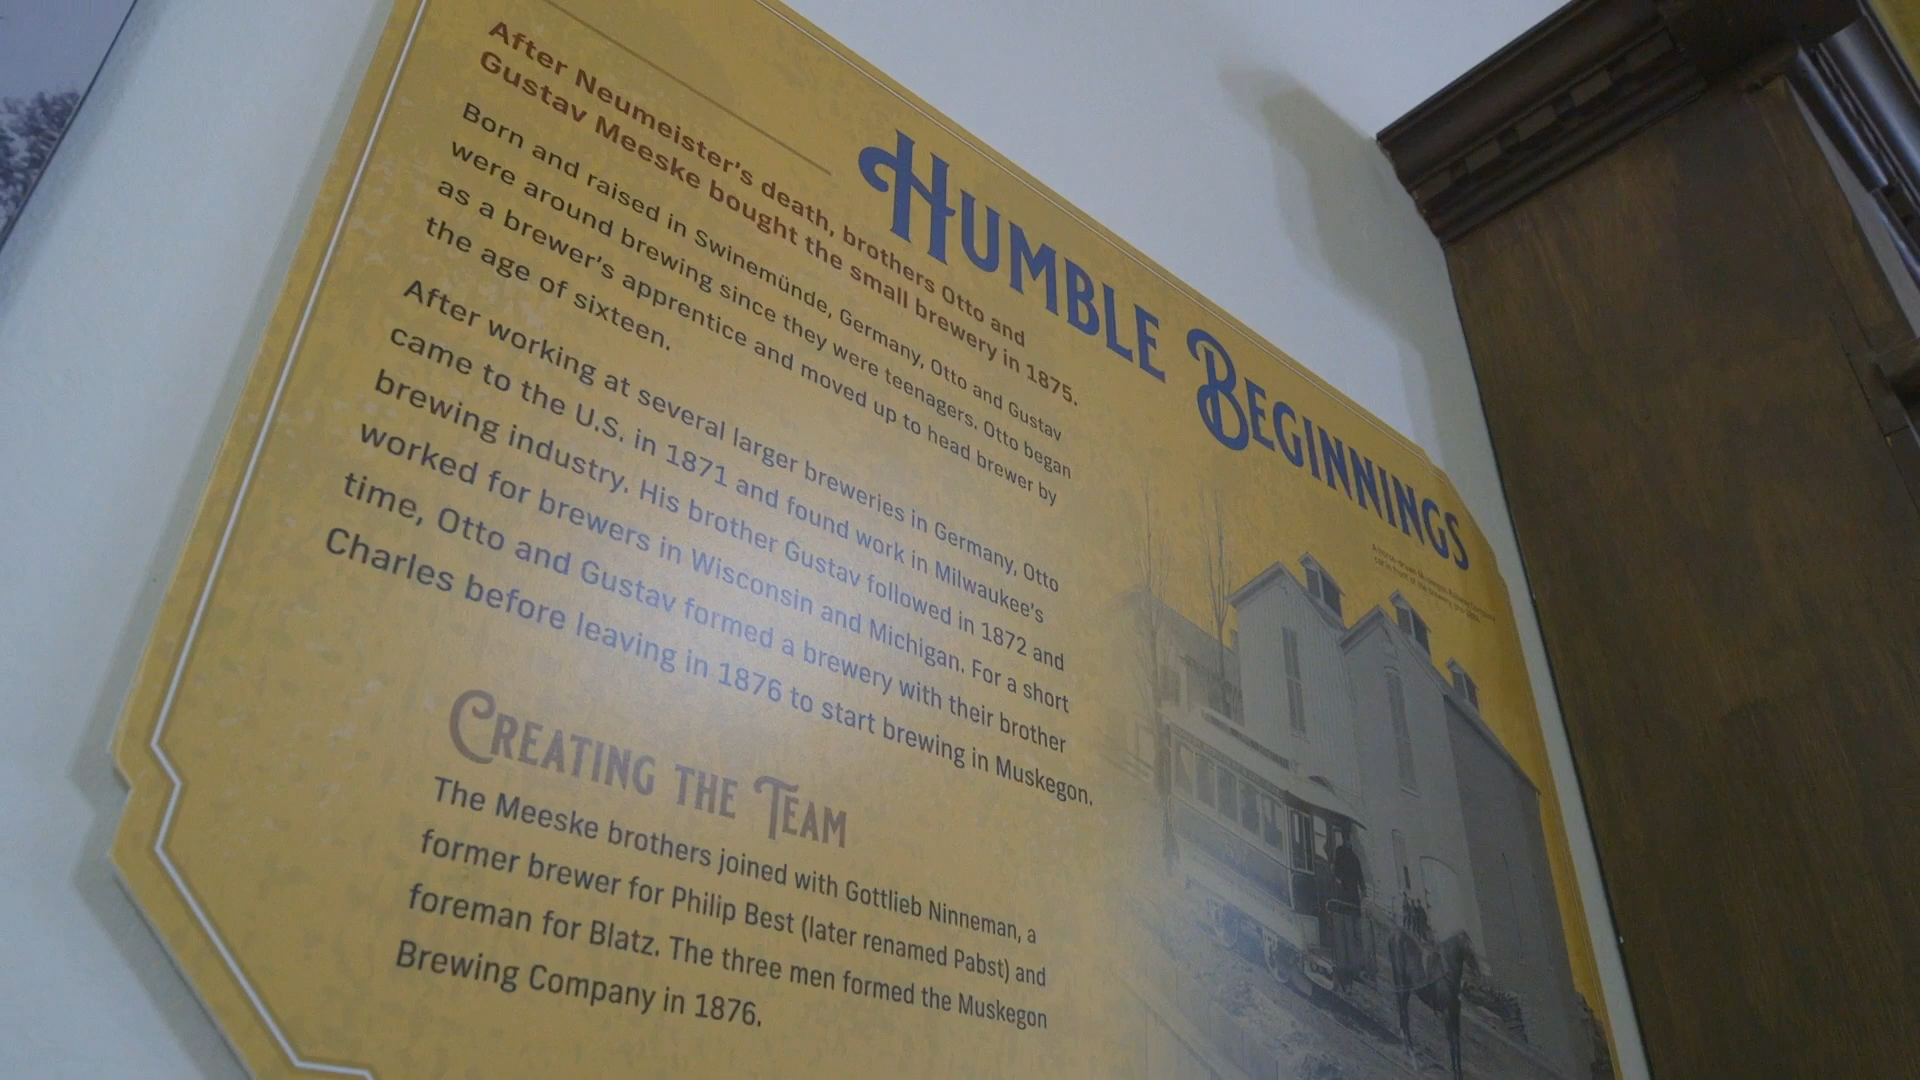 HUMBLE BEGINNINGS
After Neumeister's death, brothers Otto and
Gustav Meeske bought the small brewery in 1875.
Born and raised in Swinemünde, Germany, Otto and Gustav
were around brewing since they were teenagers. Otto began
as a brewer's apprentice and moved up to head brewer by
the age of sixteen.
After working at several larger breweries in Germany, Otto
came to the U.S. in 1871 and found work in Milwaukee's
brewing industry. His brother Gustav followed in 1872 and
worked for brewers in Wisconsin and Michigan. For a short
time, Otto and Gustav formed a brewery with their brother
Charles before leaving in 1876 to start brewing in Muskegon.
CREATING THE TEAM
The Meeske brothers joined with Gottlieb Ninneman, a
former brewer for Philip Best (later renamed Pabst) and
foreman for Blatz. The three men formed the Muskegon
Brewing Company in 1876.